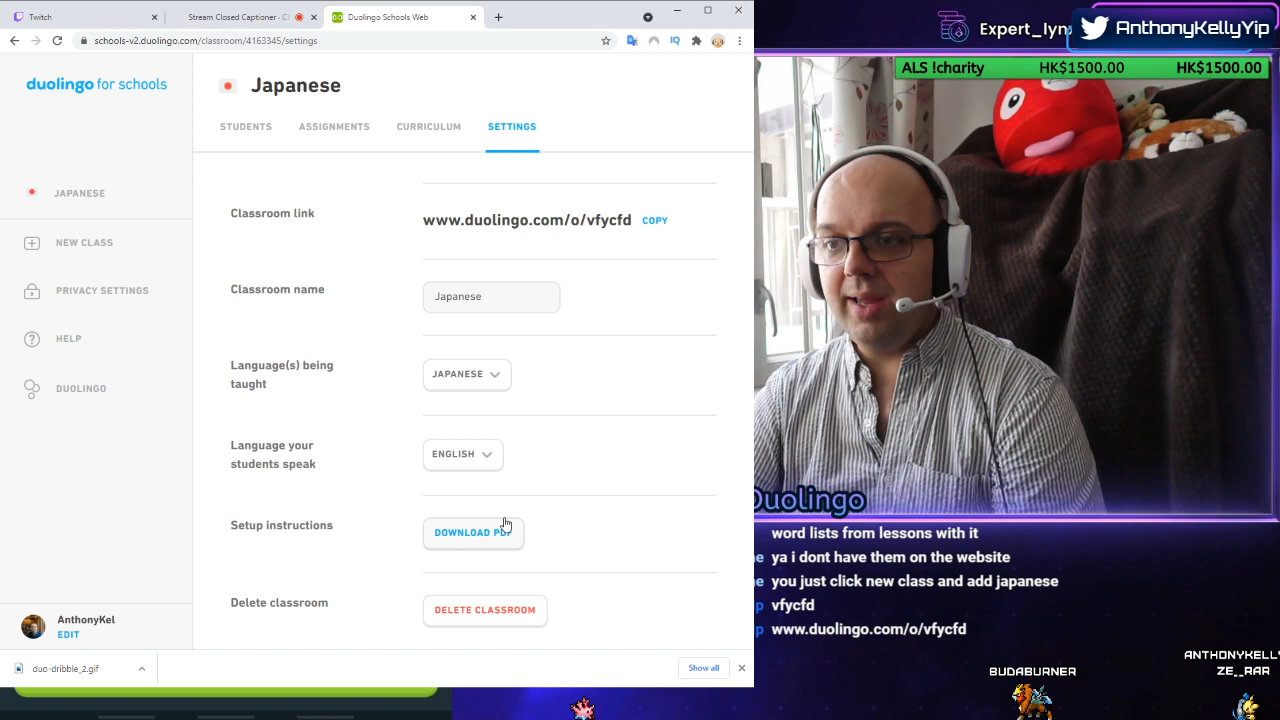 Twitch
Stream Closed Captioner -
Duolingo Schools Web
schools-v2.duolingo.com/classroom/4163345/settings
duolingo for schools
Japanese
STUDENTS
ASSIGNMENTS
CURRICULUM
SETTINGS
JAPANESE
NEW CLASS
PRIVACY SETTINGS
HELP
DUOLINGO
Classroom link
www.duolingo.com/o/vfycfd
COPY
Classroom name
Japanese
Language(s) being
taught
JAPANESE
Language your
students speak
ENGLISH
Setup instructions
DOWNLOAD PDF
Delete classroom
DELETE CLASSROOM
AnthonyKel
EDIT
duo-dribble_2.gif
Show all
Expert_lynx
AnthonyKellyYip
ALS !charity
HK$1500.00
HK$1500.00
Duolingo
word lists from lessons with it
e ya i dont have them on the website
e you just click new class and add japanese
p vfycfd
p www.duolingo.com/o/vfycfd
BUDABURNER
ANTHONYKELLY
ZE__RAR